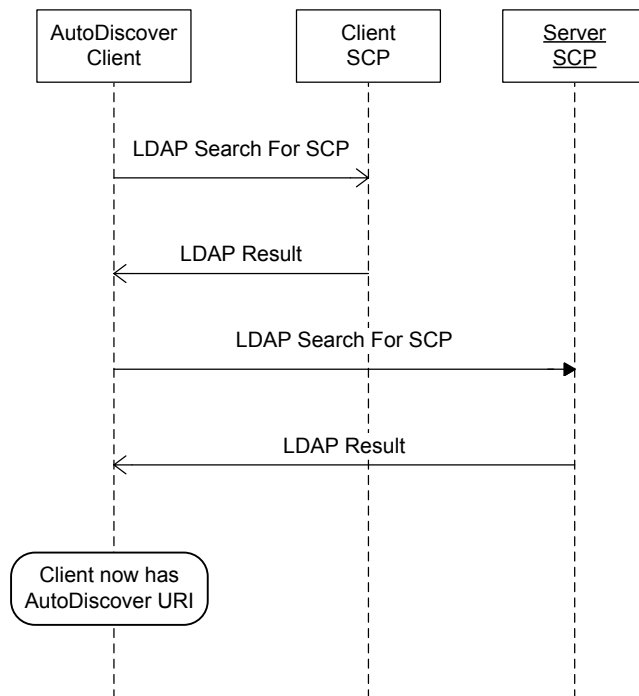 AutoDiscover
Client
Client
SCP
Server
SCP
LDAP Search For SCP
LDAP Result
LDAP Search For SCP
LDAP Result
Client now has
AutoDiscover URI